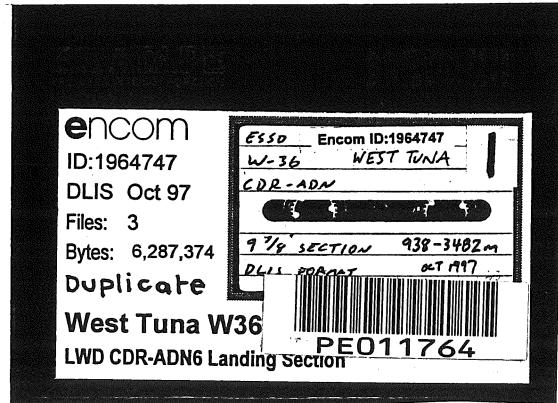 encom
ID:1964747
DLIS Oct 97
Files: 3
Bytes: 6,287,374
Duplicate
West Tuna W36
LWD CDR-ADN6 Landing Section
ESSO Encom ID:1964747
W-36 WEST TUNA 1
CDR-ADN
9 7/8" SECTION 938-3482m
DLIS FORMAT OCT 1997
PE011764